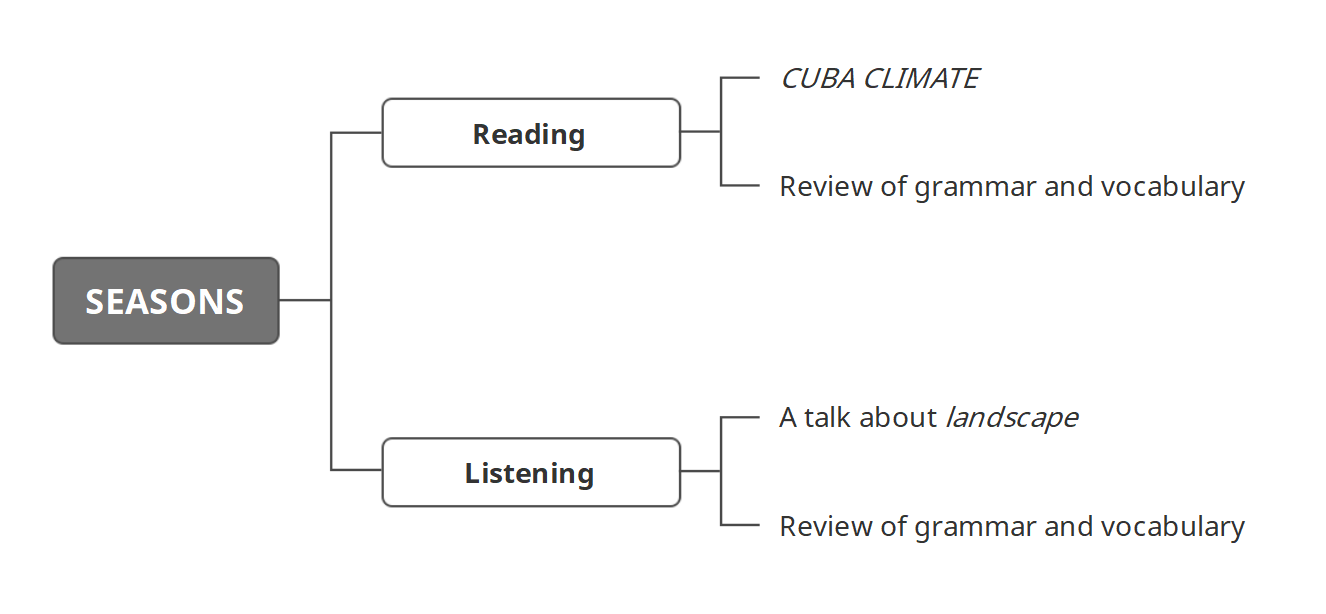 SEASONS
Reading
CUBA CLIMATE
Review of grammar and vocabulary
Listening
A talk about landscape
Review of grammar and vocabulary